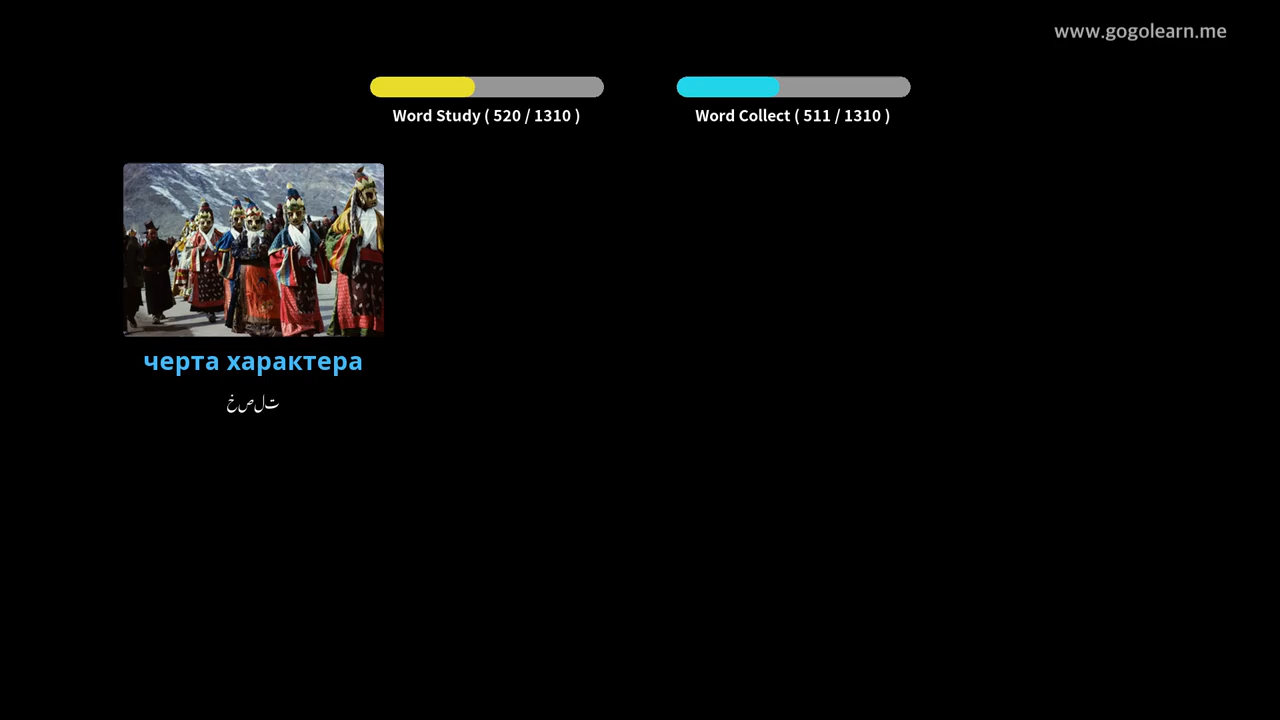 www.gogolearn.me
Word Study ( 520 / 1310 )
Word Collect ( 511 / 1310 )
черта характера
خصلت